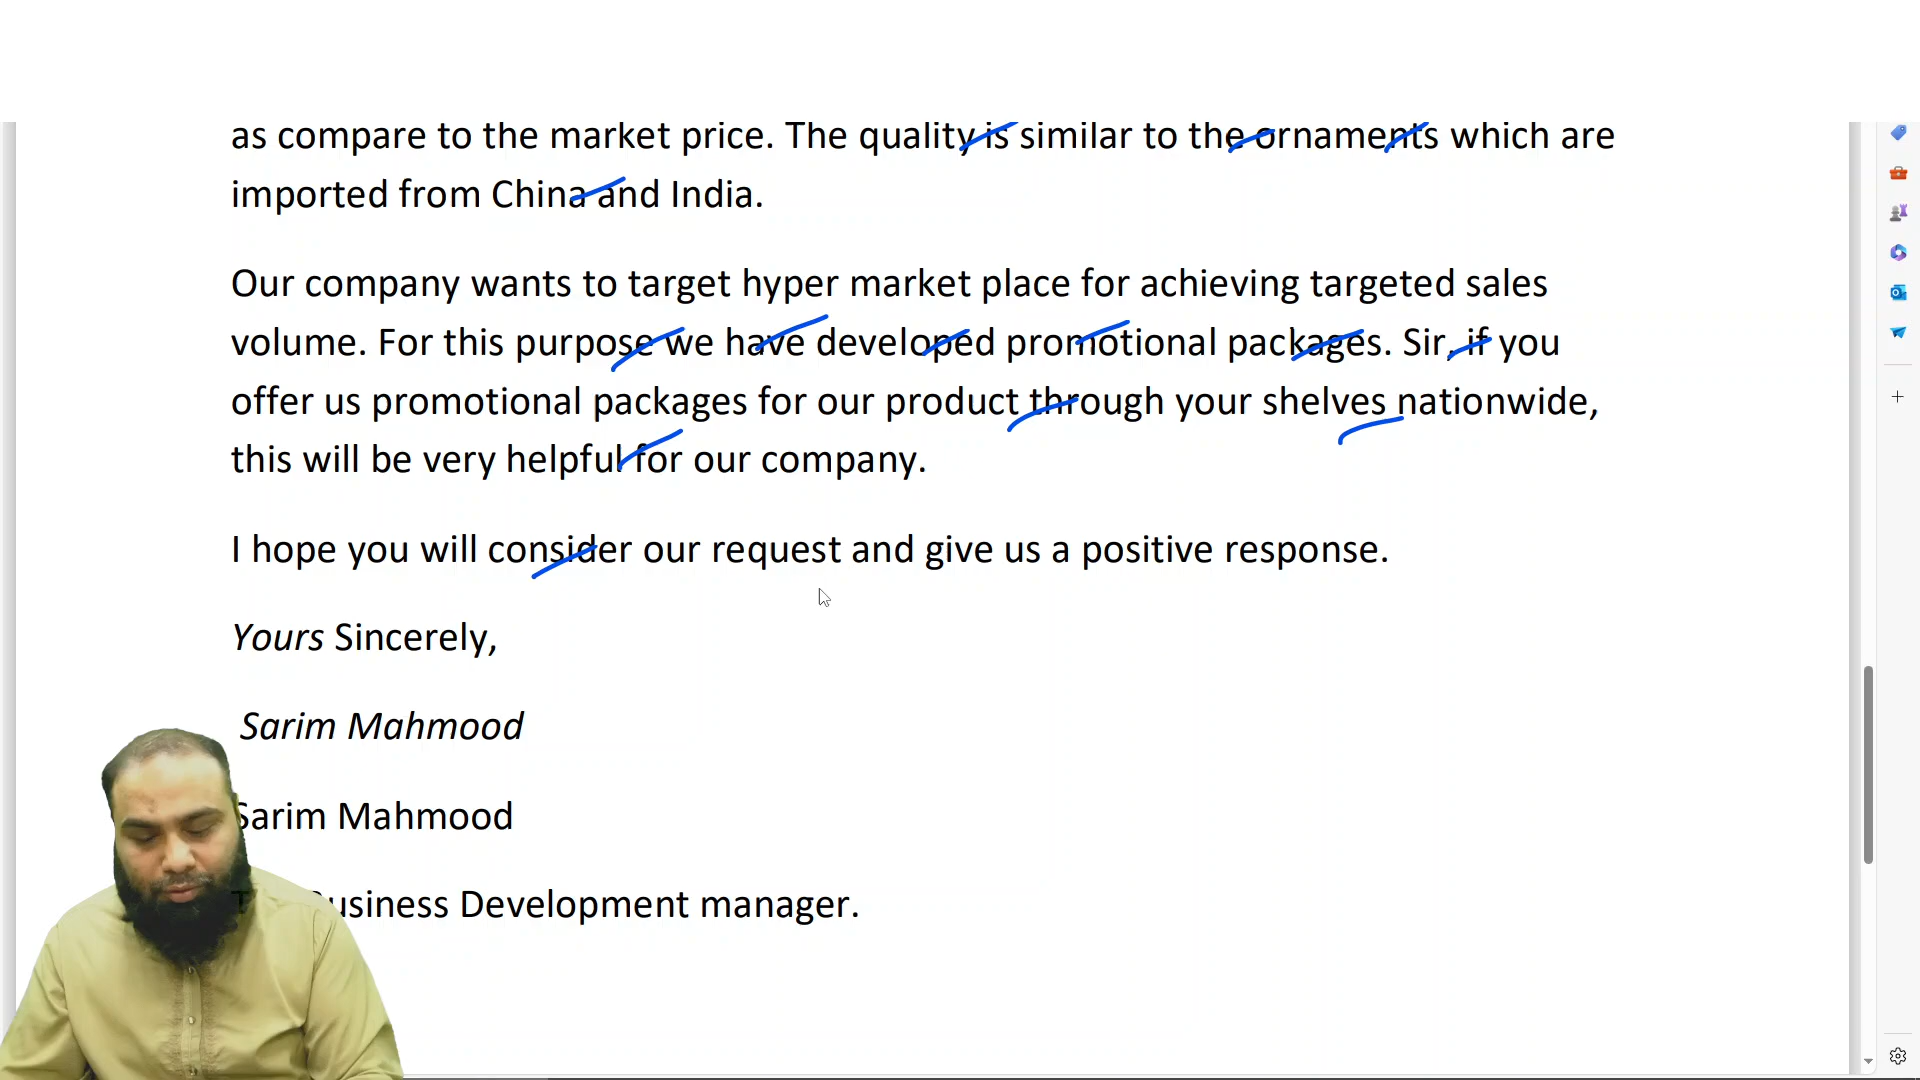 as compare to the market price. The quality is similar to the ornaments which are
imported from China and India.
Our company wants to target hyper market place for achieving targeted sales
volume. For this purpose we have developed promotional packages. Sir, if you
offer us promotional packages for our product through your shelves nationwide,
this will be very helpful for our company.
I hope you will consider our request and give us a positive response.
Yours Sincerely,
Sarim Mahmood
Sarim Mahmood
Business Development manager.